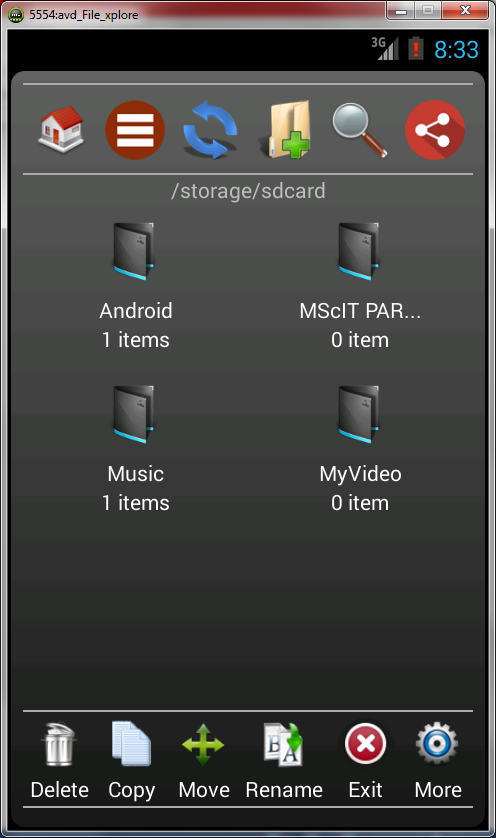 5554:avd_File_xplore
3G 8:33
/storage/sdcard
Android MScIT PAR...
1 items 0 item
Music MyVideo
1 items 0 item
B A
Delete Copy Move Rename Exit More